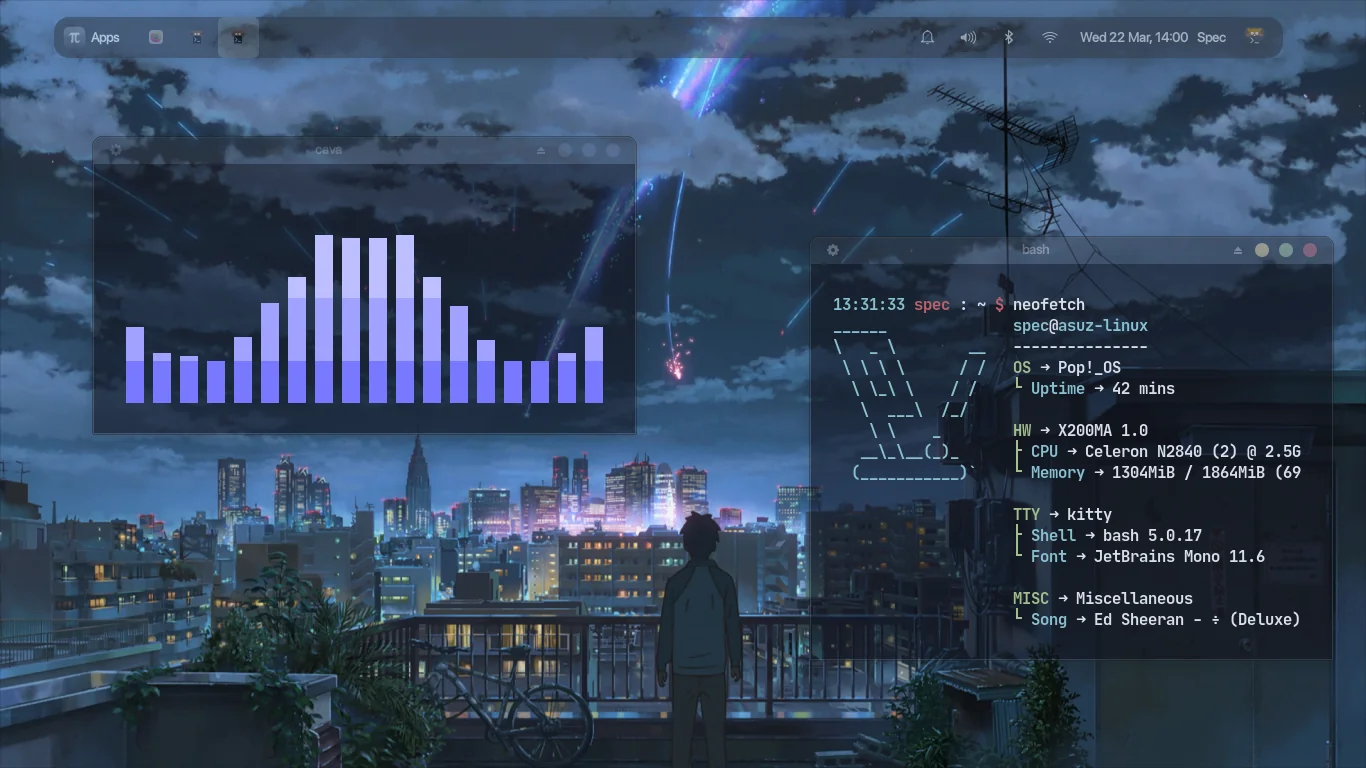 Apps
Wed 22 Mar, 14:00 Spec
cava
bash
13:31:33 spec : ~ $ neofetch
spec@asuz-linux
---------------
OS → Pop!_OS
└ Uptime → 42 mins
HW → X200MA 1.0
├ CPU → Celeron N2840 (2) @ 2.5G
└ Memory → 1304MiB / 1864MiB (69
TTY → kitty
├ Shell → bash 5.0.17
└ Font → JetBrains Mono 11.6
MISC → Miscellaneous
└ Song → Ed Sheeran - ÷ (Deluxe)